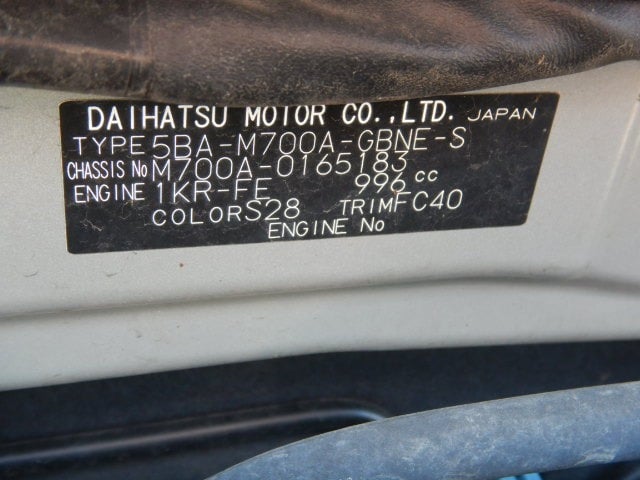 DAIHATSU MOTOR CO.,LTD. JAPAN
TYPE 5BA-M700A-GBNE-S
CHASSIS No M700A-0165183
ENGINE 1KR-FE 996 cc
COLOR S28 TRIM FC40
ENGINE No